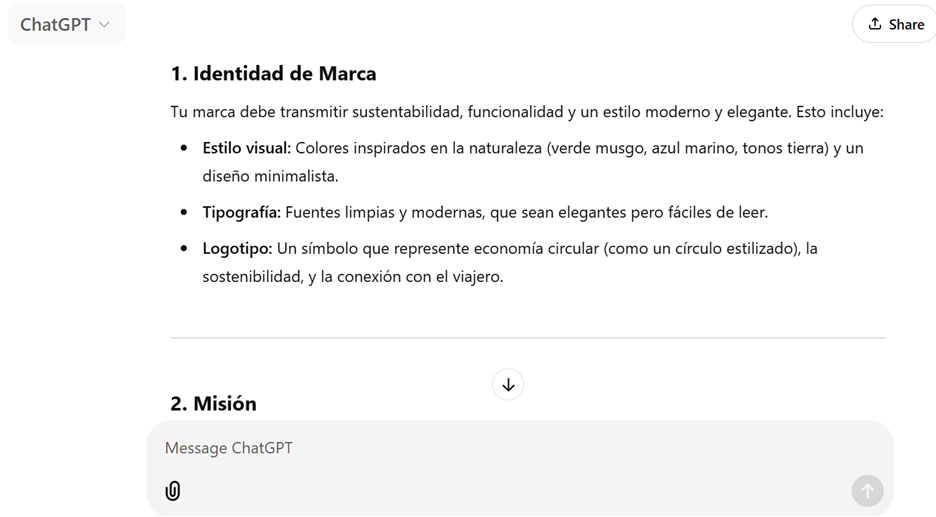 ChatGPT
Share
1. Identidad de Marca
Tu marca debe transmitir sustentabilidad, funcionalidad y un estilo moderno y elegante. Esto incluye:
• Estilo visual: Colores inspirados en la naturaleza (verde musgo, azul marino, tonos tierra) y un
diseño minimalista.
• Tipografía: Fuentes limpias y modernas, que sean elegantes pero fáciles de leer.
• Logotipo: Un símbolo que represente economía circular (como un círculo estilizado), la
sostenibilidad, y la conexión con el viajero.
2. Misión
Message ChatGPT